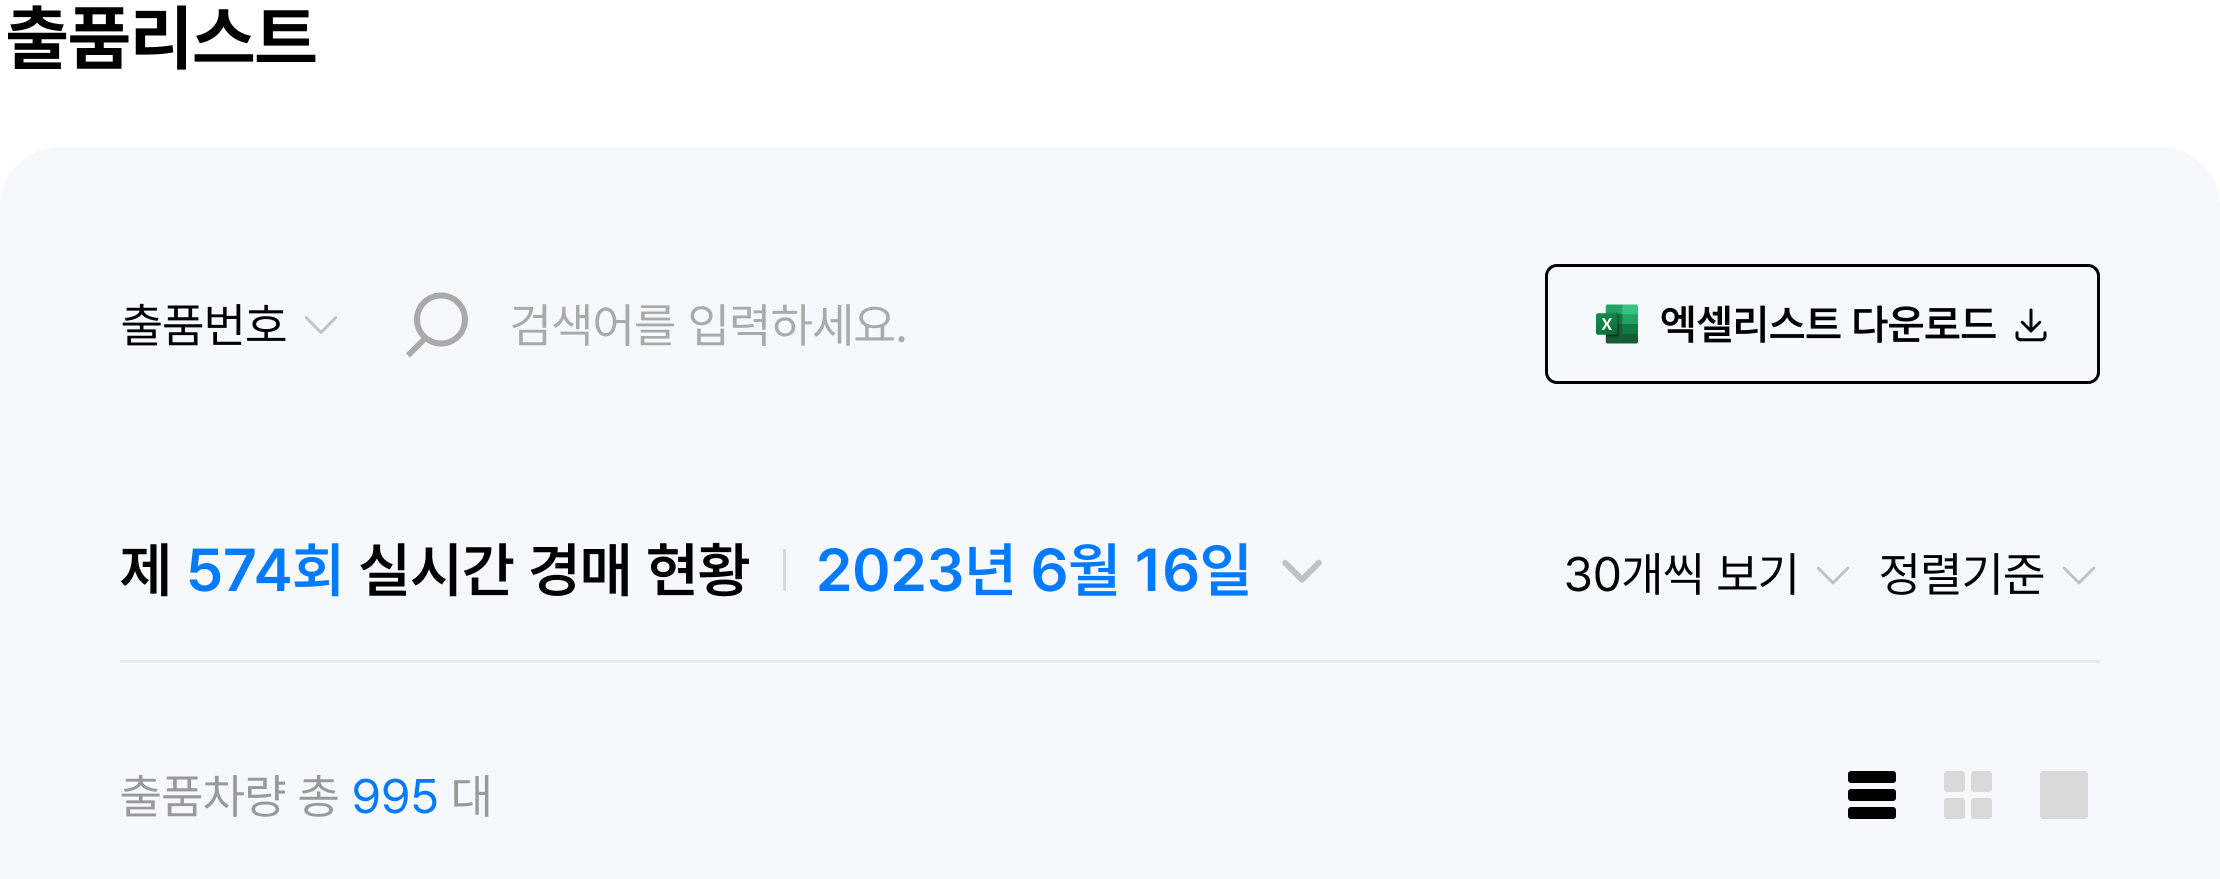 출품리스트
출품번호 검색어를 입력하세요. X 엑셀리스트 다운로드
제 574회 실시간 경매 현황 2023년 6월 16일 30개씩 보기 정렬기준
출품차량 총 995 대